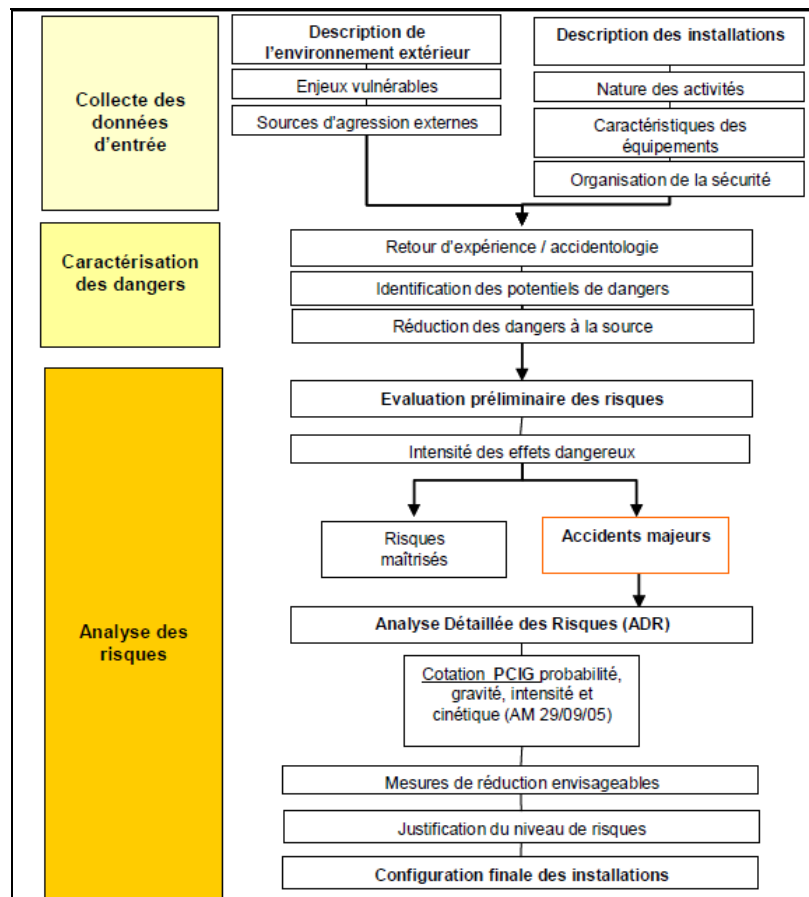 Collecte des
données
d'entrée
Description de
l'environnement extérieur
Enjeux vulnérables
Sources d'agression externes
Description des installations
Nature des activités
Caractéristiques des
équipements
Organisation de la sécurité
Caractérisation
des dangers
Retour d'expérience / accidentologie
Identification des potentiels de dangers
Réduction des dangers à la source
Analyse des
risques
Evaluation préliminaire des risques
Intensité des effets dangereux
Risques
maîtrisés
Accidents majeurs
Analyse Détaillée des Risques (ADR)
Cotation PCIG probabilité,
gravité, intensité et
cinétique (AM 29/09/05)
Mesures de réduction envisageables
Justification du niveau de risques
Configuration finale des installations